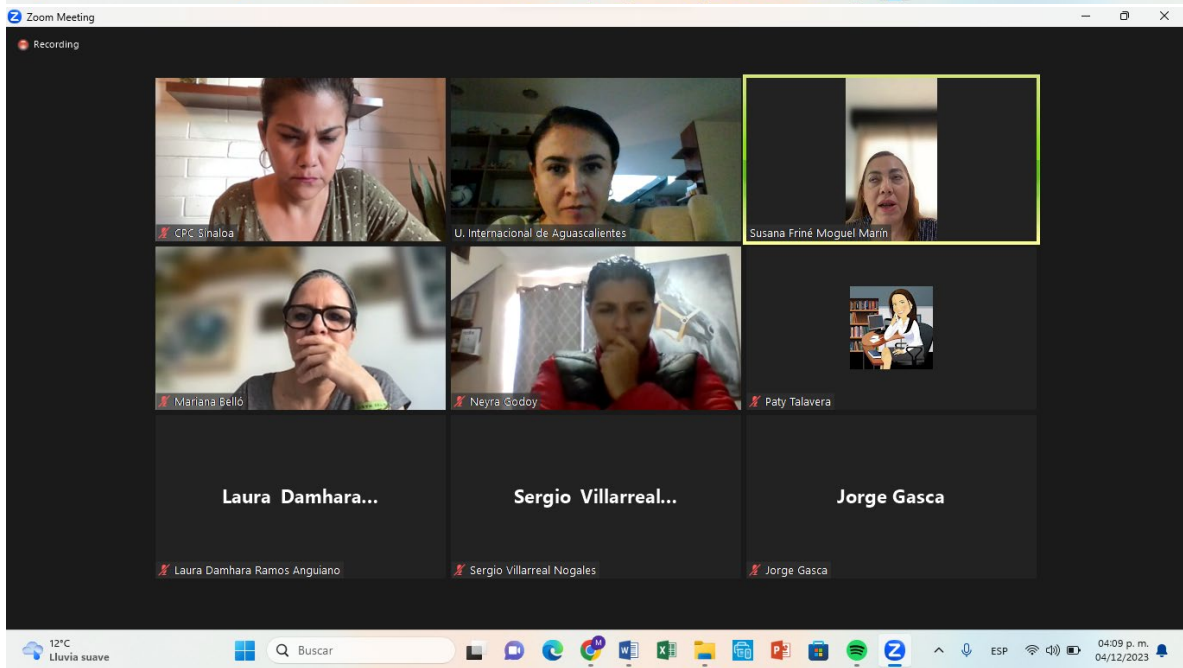 Zoom Meeting
Recording
CPC Sinaloa
U. Internacional de Aguascalientes
Susana Friné Moguel Marín
Mariana Belló
Neyra Godoy
Paty Talavera
Laura Damhara...
Sergio Villarreal...
Jorge Gasca
Laura Damhara Ramos Anguiano
Sergio Villarreal Nogales
Jorge Gasca
12°C
Lluvia suave
Buscar
ESP
04:09 p. m.
04/12/2023